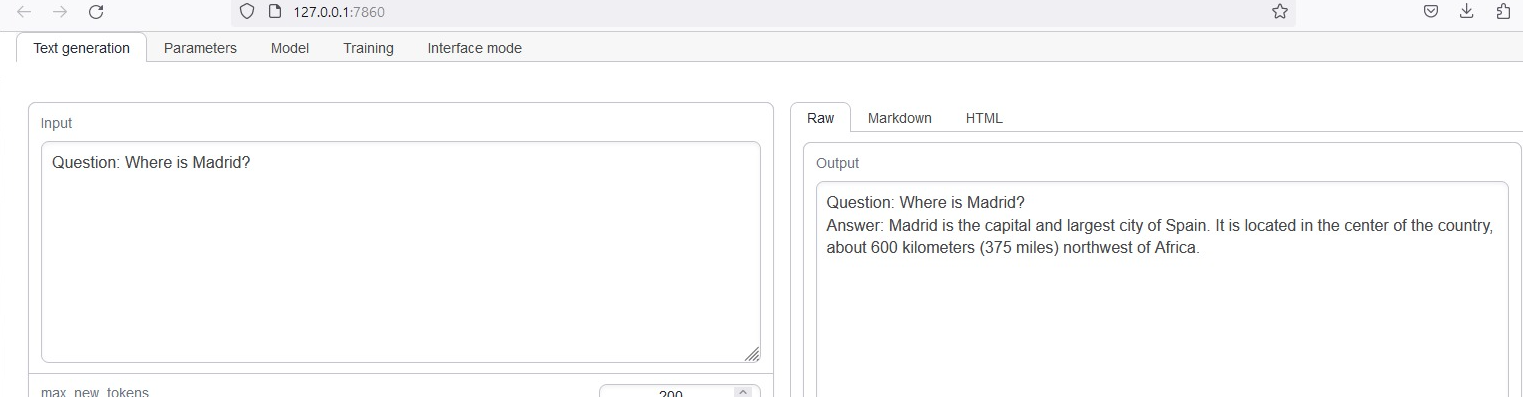 127.0.0.1:7860
Text generation Parameters Model Training Interface mode
Input
Question: Where is Madrid?
max_new_tokens
200
Raw Markdown HTML
Output
Question: Where is Madrid?
Answer: Madrid is the capital and largest city of Spain. It is located in the center of the country,
about 600 kilometers (375 miles) northwest of Africa.